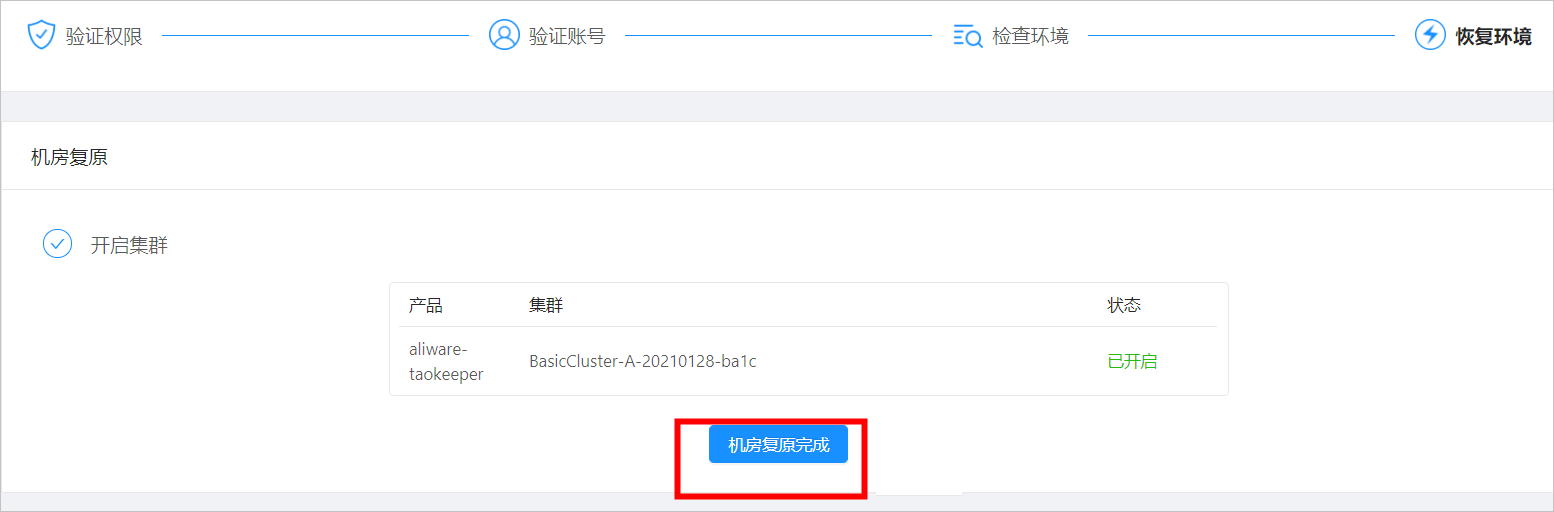 验证权限 验证账号 检查环境 恢复环境
机房复原
开启集群
产品 集群 状态
aliware-
taokeeper BasicCluster-A-20210128-ba1c 已开启
机房复原完成